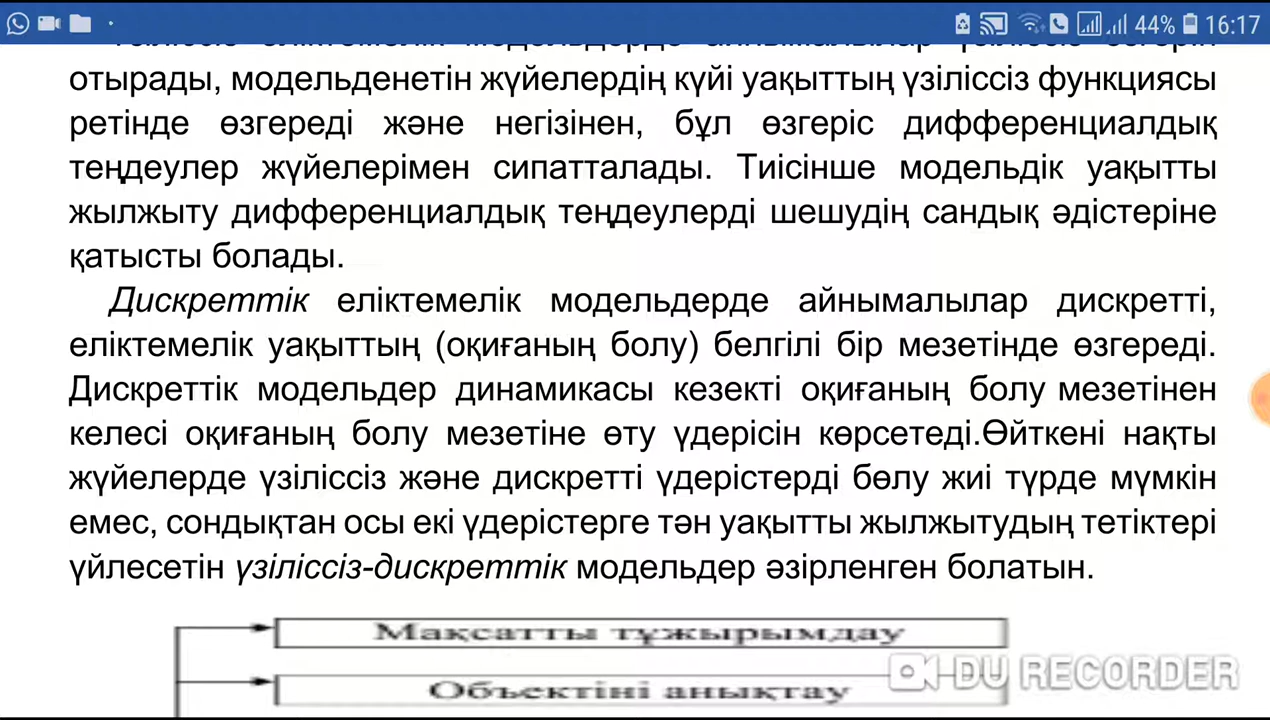 44% 16:17
отырады, модельденетін жүйелердің күйі уақыттың үзіліссіз функциясы
ретінде өзгереді және негізінен, бұл өзгеріс дифференциалдық
теңдеулер жүйелерімен сипатталады. Тиісінше модельдік уақытты
жылжыту дифференциалдық теңдеулерді шешудің сандық әдістеріне
қатысты болады.
Дискреттік еліктемелік модельдерде айнымалылар дискретті,
еліктемелік уақыттың (оқиғаның болу) белгілі бір мезетінде өзгереді.
Дискреттік модельдер динамикасы кезекті оқиғаның болу мезетінен
келесі оқиғаның болу мезетіне өту үдерісін көрсетеді.Өйткені нақты
жүйелерде үзіліссіз және дискретті үдерістерді бөлу жиі түрде мүмкін
емес, сондықтан осы екі үдерістерге тән уақытты жылжытудың тетіктері
үйлесетін үзіліссіз-дискреттік модельдер әзірленген болатын.
Мақсатты тұжырымдау
Объектіні анықтау
DU RECORDER